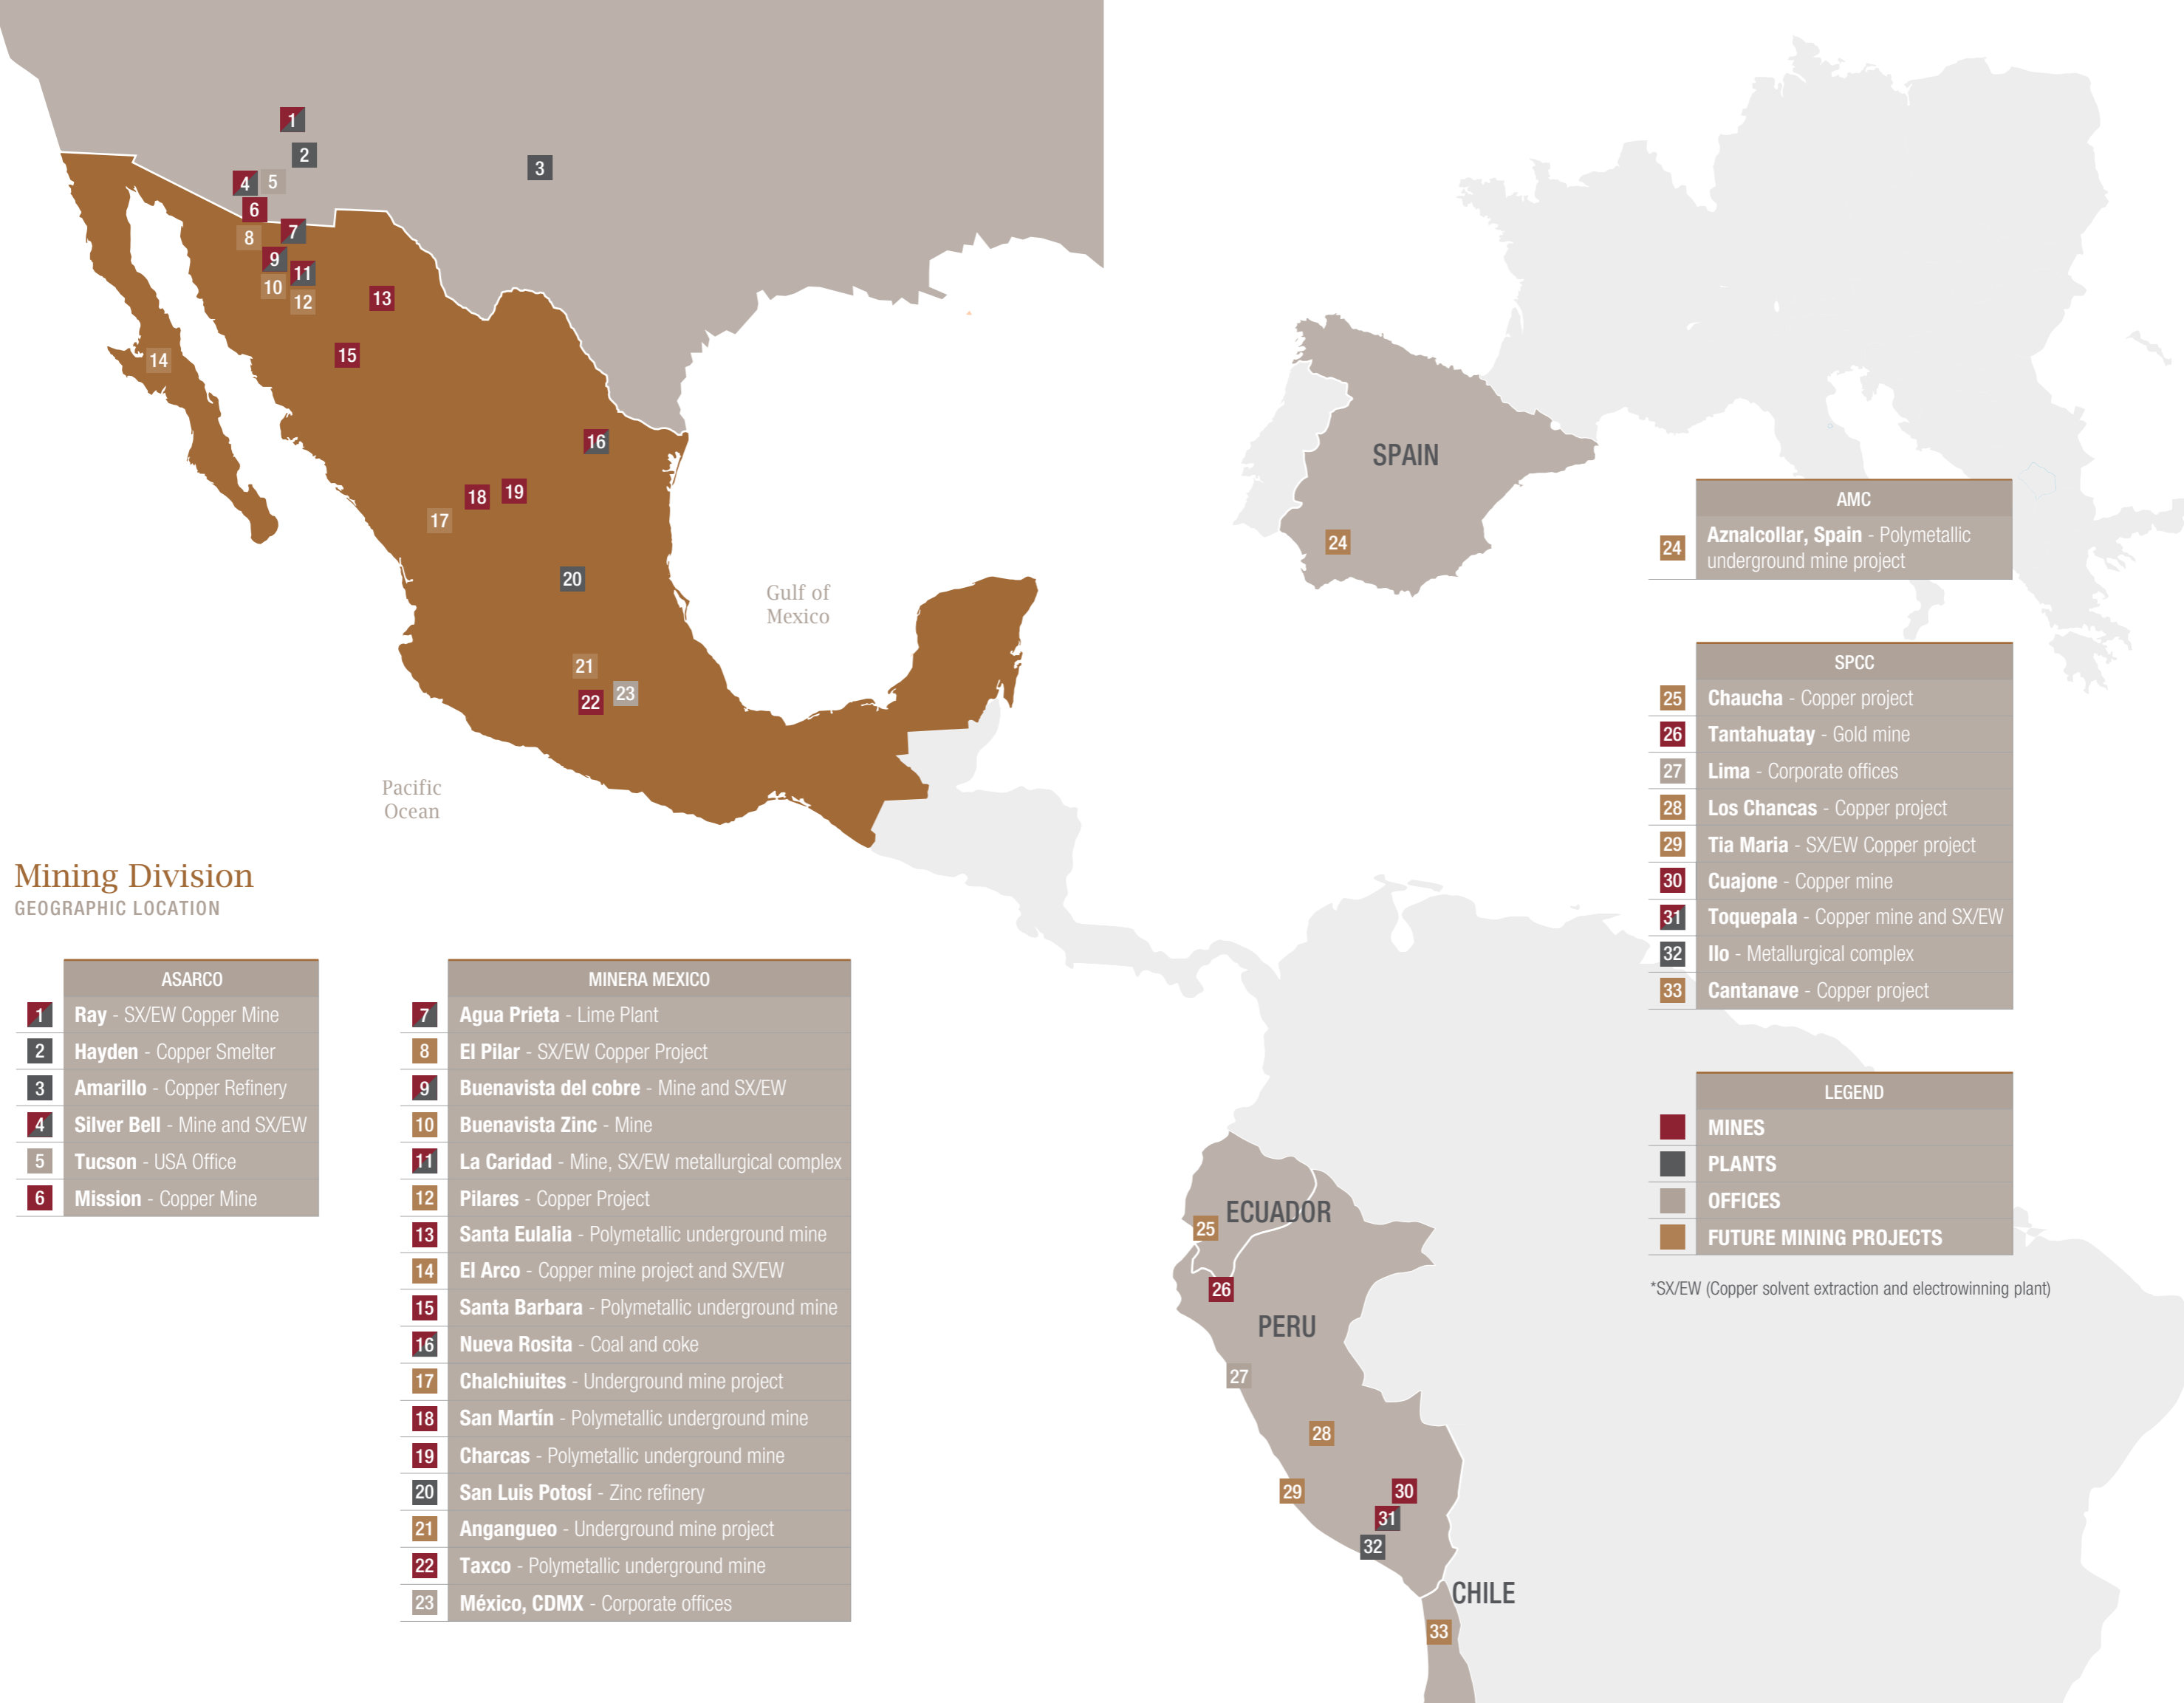 1
2
3
4
5
6
7
8
9
11
10
12
13
14
15
16
18
19
17
20
21
22
23
Gulf of
Mexico
Pacific
Ocean
SPAIN
24
Mining Division
GEOGRAPHIC LOCATION
ASARCO
1 Ray - SX/EW Copper Mine
2 Hayden - Copper Smelter
3 Amarillo - Copper Refinery
4 Silver Bell - Mine and SX/EW
5 Tucson - USA Office
6 Mission - Copper Mine
MINERA MEXICO
7 Agua Prieta - Lime Plant
8 El Pilar - SX/EW Copper Project
9 Buenavista del cobre - Mine and SX/EW
10 Buenavista Zinc - Mine
11 La Caridad - Mine, SX/EW metallurgical complex
12 Pilares - Copper Project
13 Santa Eulalia - Polymetallic underground mine
14 El Arco - Copper mine project and SX/EW
15 Santa Barbara - Polymetallic underground mine
16 Nueva Rosita - Coal and coke
17 Chalchiuites - Underground mine project
18 San Martín - Polymetallic underground mine
19 Charcas - Polymetallic underground mine
20 San Luis Potosí - Zinc refinery
21 Angangueo - Underground mine project
22 Taxco - Polymetallic underground mine
23 México, CDMX - Corporate offices
ECUADOR
25
26
PERU
27
28
29
30
31
32
CHILE
33
AMC
24 Aznalcollar, Spain - Polymetallic
underground mine project
SPCC
25 Chaucha - Copper project
26 Tantahuatay - Gold mine
27 Lima - Corporate offices
28 Los Chancas - Copper project
29 Tia Maria - SX/EW Copper project
30 Cuajone - Copper mine
31 Toquepala - Copper mine and SX/EW
32 Ilo - Metallurgical complex
33 Cantanave - Copper project
LEGEND
MINES
PLANTS
OFFICES
FUTURE MINING PROJECTS
*SX/EW (Copper solvent extraction and electrowinning plant)